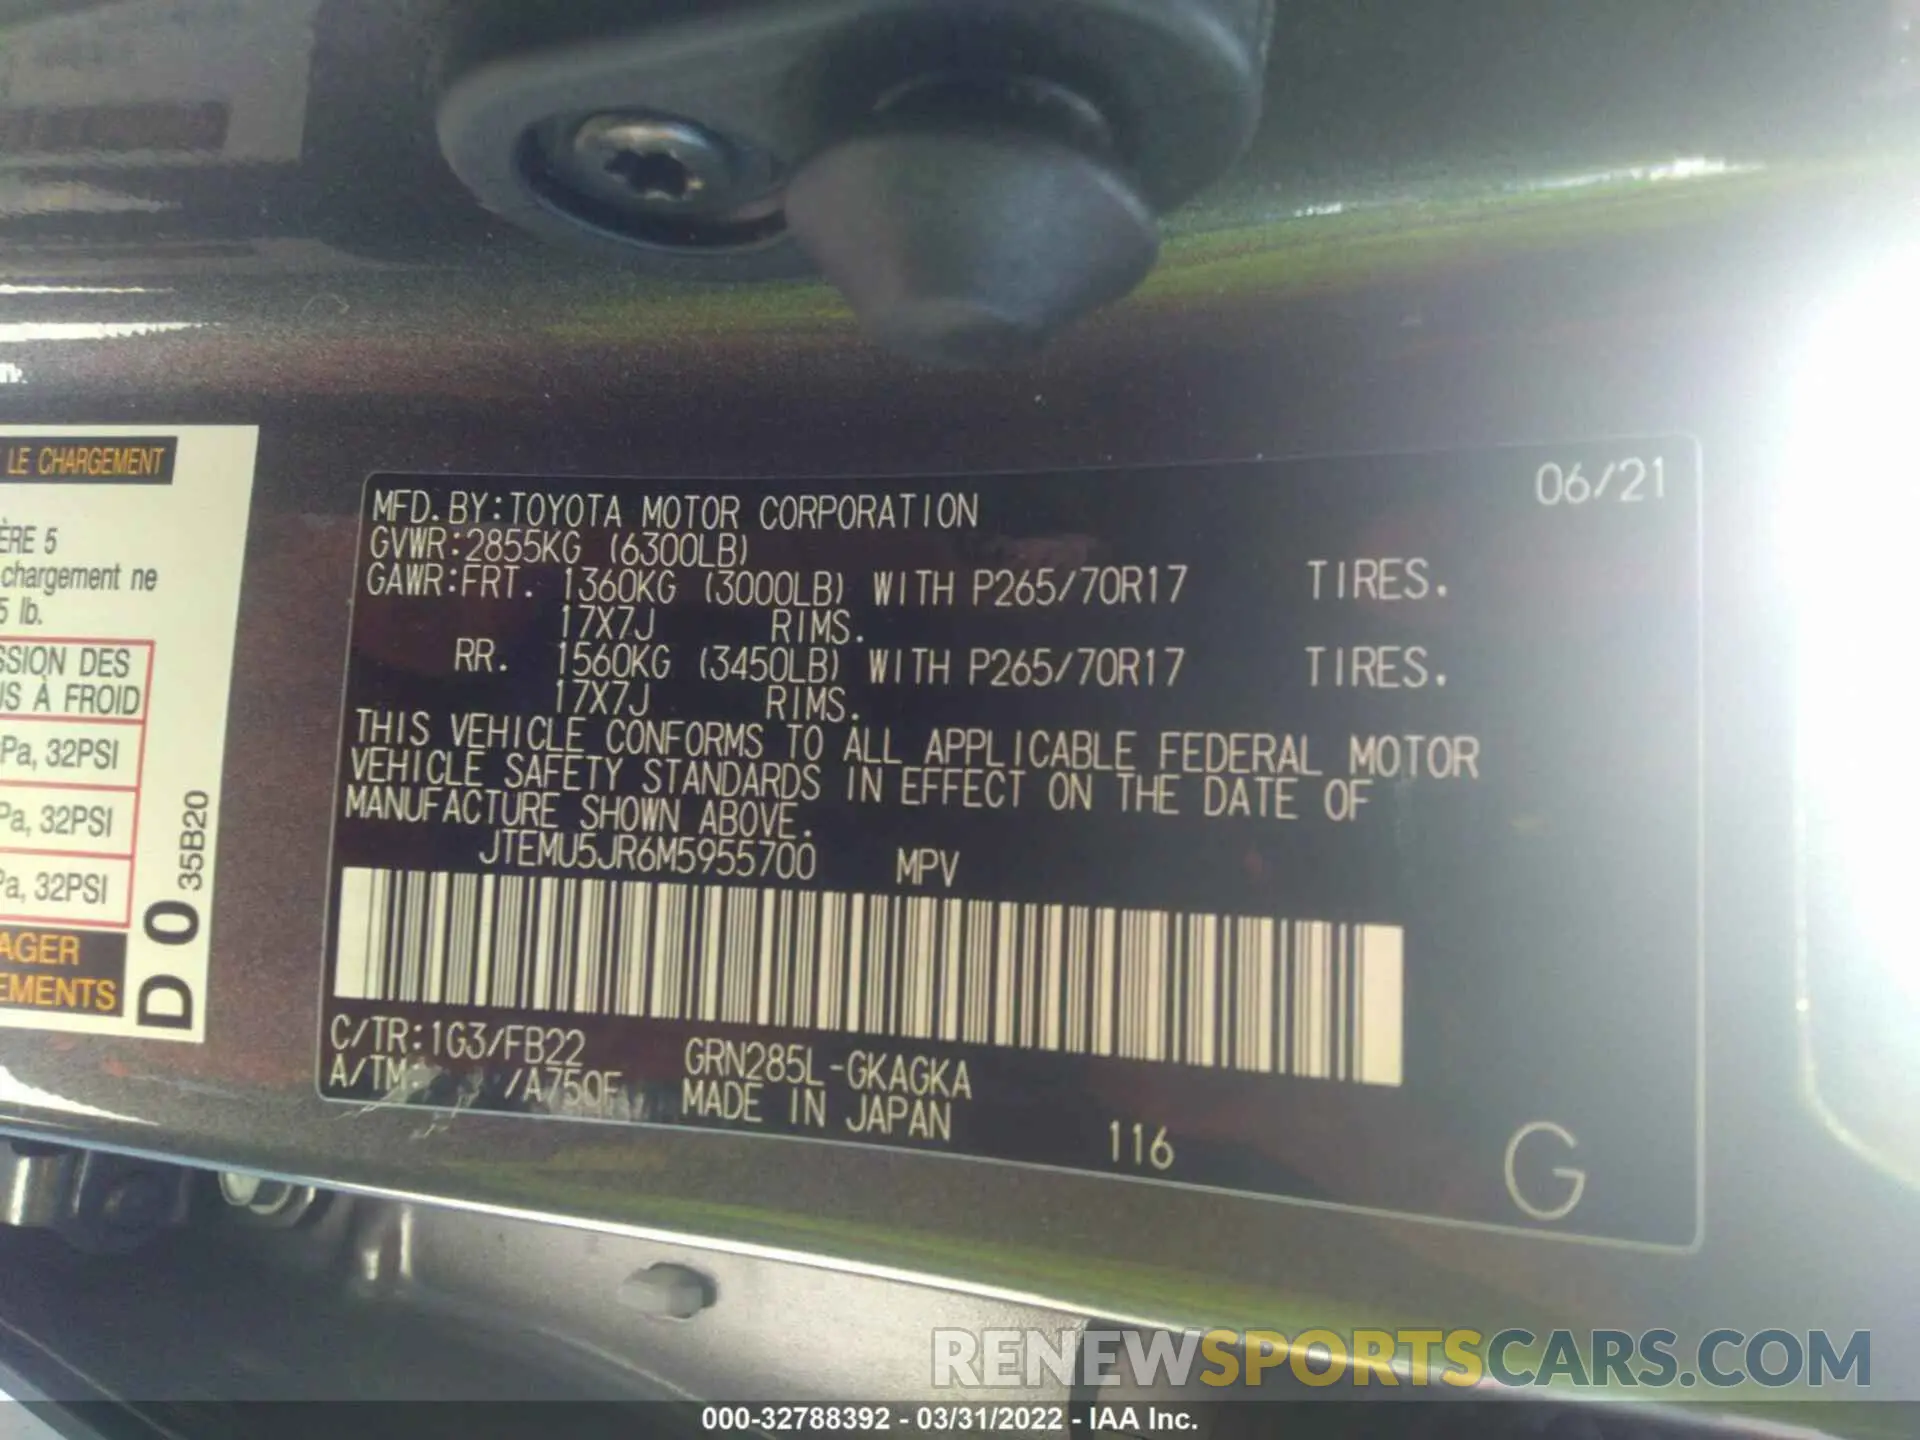 LE CHARGEMENT
ÈRE 5
chargement ne
5 lb.
SSION DES
US À FROID
Pa, 32PSI
Pa, 32PSI
Pa, 32PSI
AGER
EMENTS
D 0 35B20
06/21
MFD.BY:TOYOTA MOTOR CORPORATION
GVWR:2855KG (6300LB)
GAWR:FRT. 1360KG (3000LB) WITH P265/70R17 TIRES.
17X7J RIMS.
RR. 1560KG (3450LB) WITH P265/70R17 TIRES.
17X7J RIMS.
THIS VEHICLE CONFORMS TO ALL APPLICABLE FEDERAL MOTOR
VEHICLE SAFETY STANDARDS IN EFFECT ON THE DATE OF
MANUFACTURE SHOWN ABOVE.
JTEMU5JR6M5955700 MPV
C/TR:1G3/FB22 GRN285L-GKAGKA
A/TM: /A750F MADE IN JAPAN
116
G
RENEWSPORTSCARS.COM
000-32788392 - 03/31/2022 - IAA Inc.